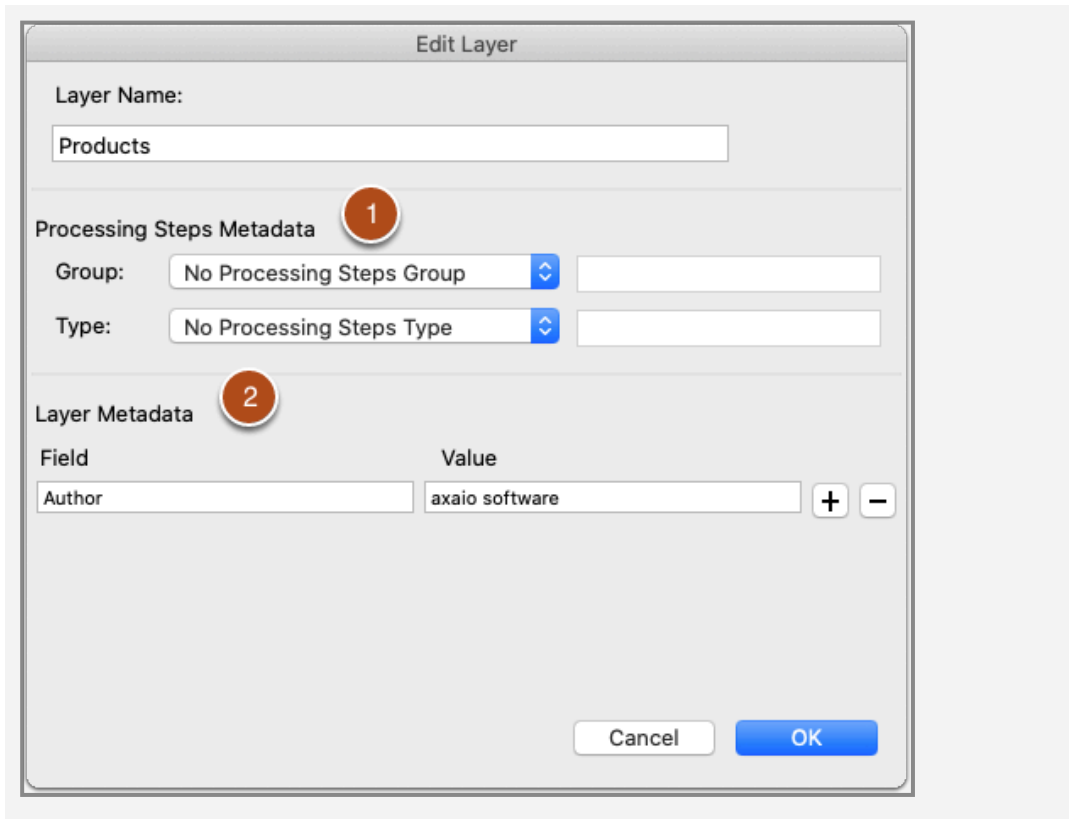 Edit Layer
Layer Name:
Products
1
Processing Steps Metadata
Group: No Processing Steps Group
Type: No Processing Steps Type
2
Layer Metadata
Field Value
Author axaio software + −
Cancel OK